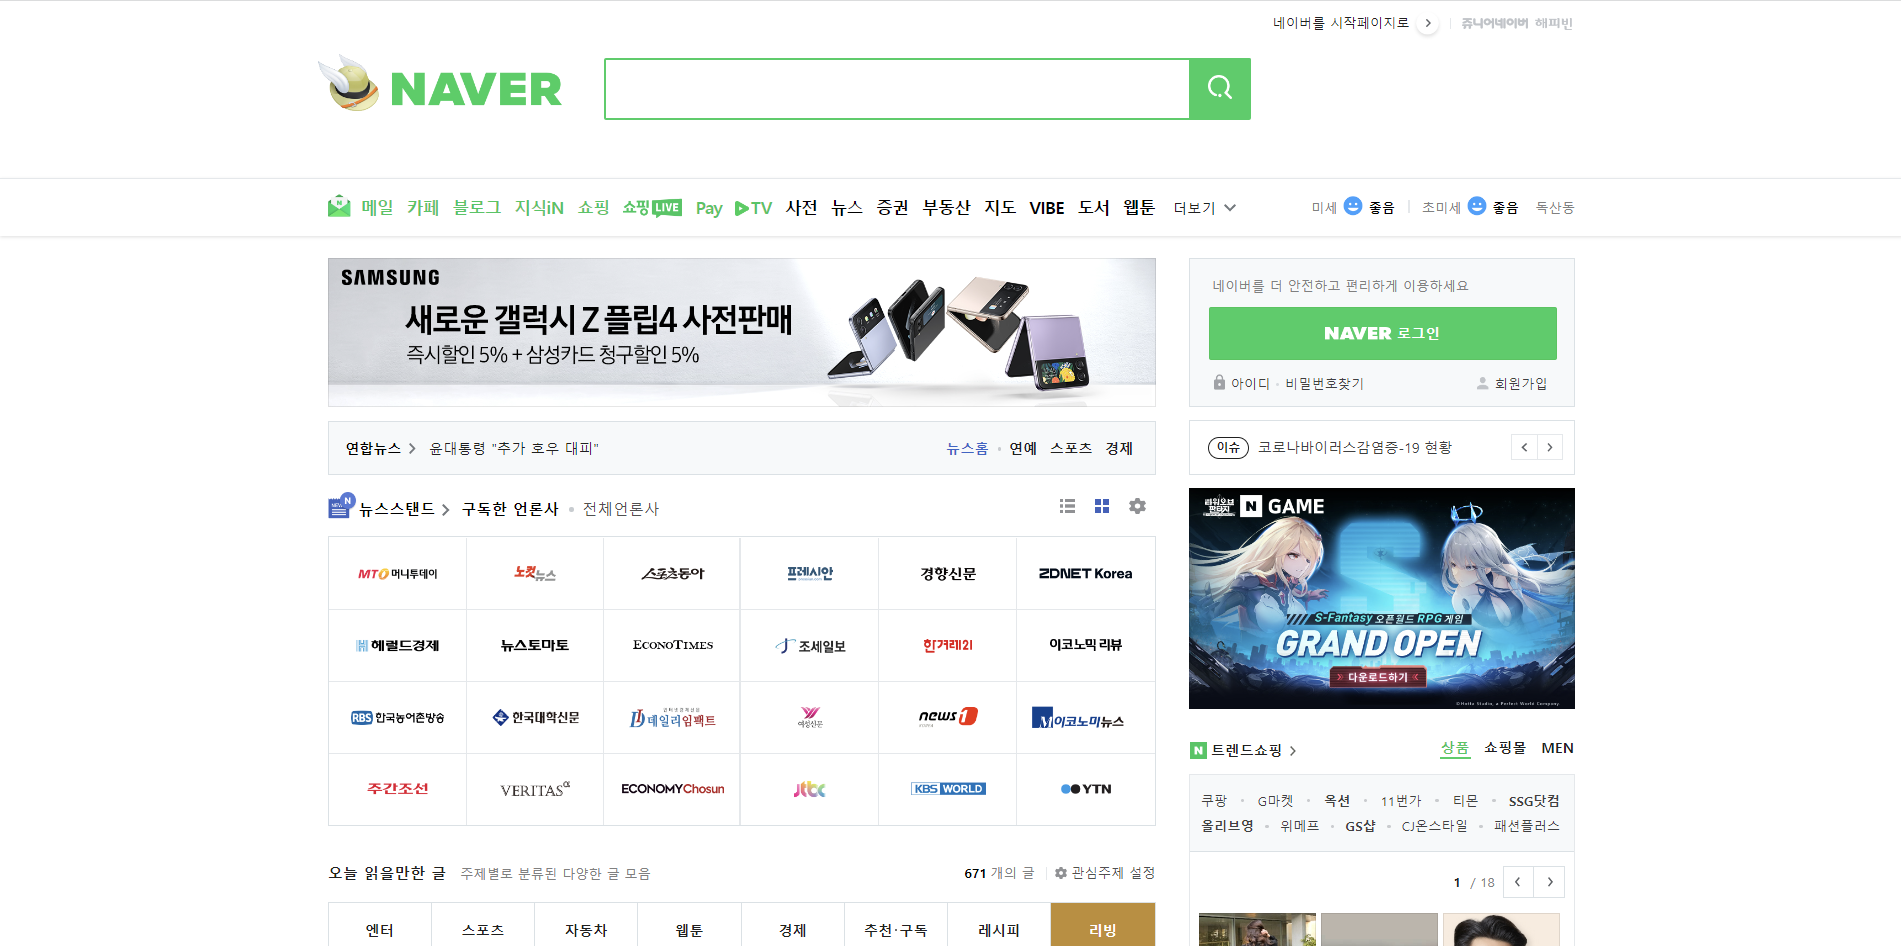 네이버를 시작페이지로 쥬니어네이버 해피빈
NAVER
메일 카페 블로그 지식iN 쇼핑 쇼핑LIVE Pay TV 사전 뉴스 증권 부동산 지도 VIBE 도서 웹툰 더보기 미세 좋음 초미세 좋음 독산동
SAMSUNG
새로운 갤럭시 Z 플립4 사전판매
즉시할인 5% + 삼성카드 청구할인 5%
네이버를 더 안전하고 편리하게 이용하세요
NAVER 로그인
아이디 · 비밀번호찾기 회원가입
연합뉴스 > 윤대통령 "추가 호우 대피" 뉴스홈 · 연예 스포츠 경제
이슈 코로나바이러스감염증-19 현황
N
뉴스스탠드 > 구독한 언론사 · 전체언론사
MTO 머니투데이 노컷뉴스 스포츠동아 프레시안 경향신문 ZDNET Korea
헤럴드경제 뉴스토마토 ECONOTIMES 조세일보 한겨레21 이코노믹 리뷰
RBS 한국농어촌방송 한국대학신문 데일리임팩트 여성신문 news1 M이코노미뉴스
주간조선 VERITASα ECONOMYChosun jtbc KBS WORLD YTN
타워오브판타지 N GAME
S-Fantasy 오픈월드 RPG 게임
GRAND OPEN
다운로드하기
©Hotta Studio, a Perfect World Company.
N 트렌드쇼핑 > 상품 쇼핑몰 MEN
쿠팡 · G마켓 · 옥션 · 11번가 · 티몬 · SSG닷컴
올리브영 · 위메프 · GS샵 · CJ온스타일 · 패션플러스
1 / 18
오늘 읽을만한 글 주제별로 분류된 다양한 글 모음 671 개의 글 관심주제 설정
엔터 스포츠 자동차 웹툰 경제 추천·구독 레시피 리빙